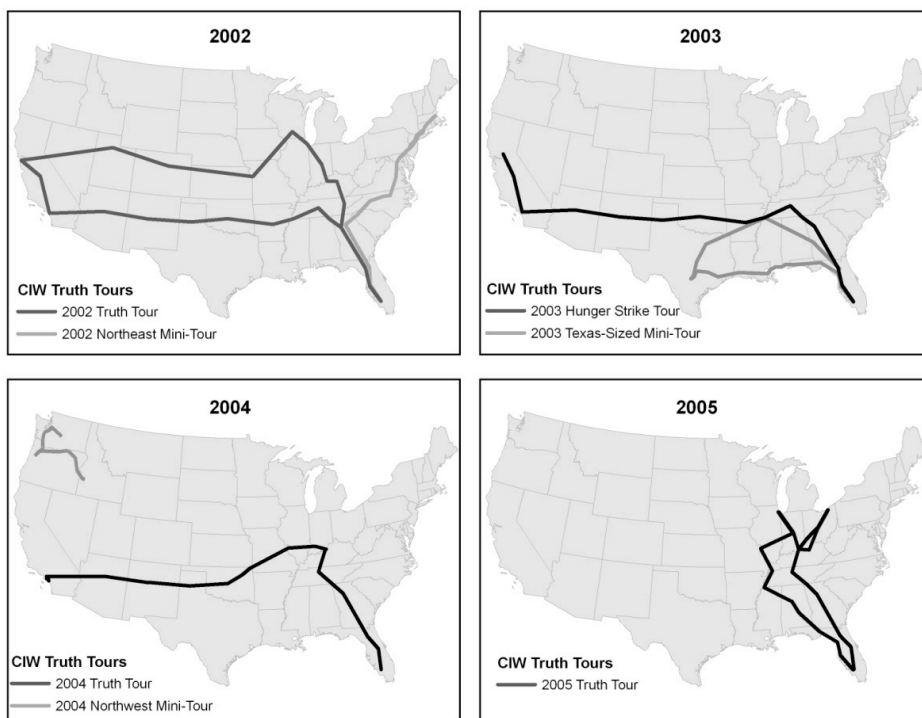 2002
CIW Truth Tours
2002 Truth Tour
2002 Northeast Mini-Tour
2003
CIW Truth Tours
2003 Hunger Strike Tour
2003 Texas-Sized Mini-Tour
2004
CIW Truth Tours
2004 Truth Tour
2004 Northwest Mini-Tour
2005
CIW Truth Tours
2005 Truth Tour